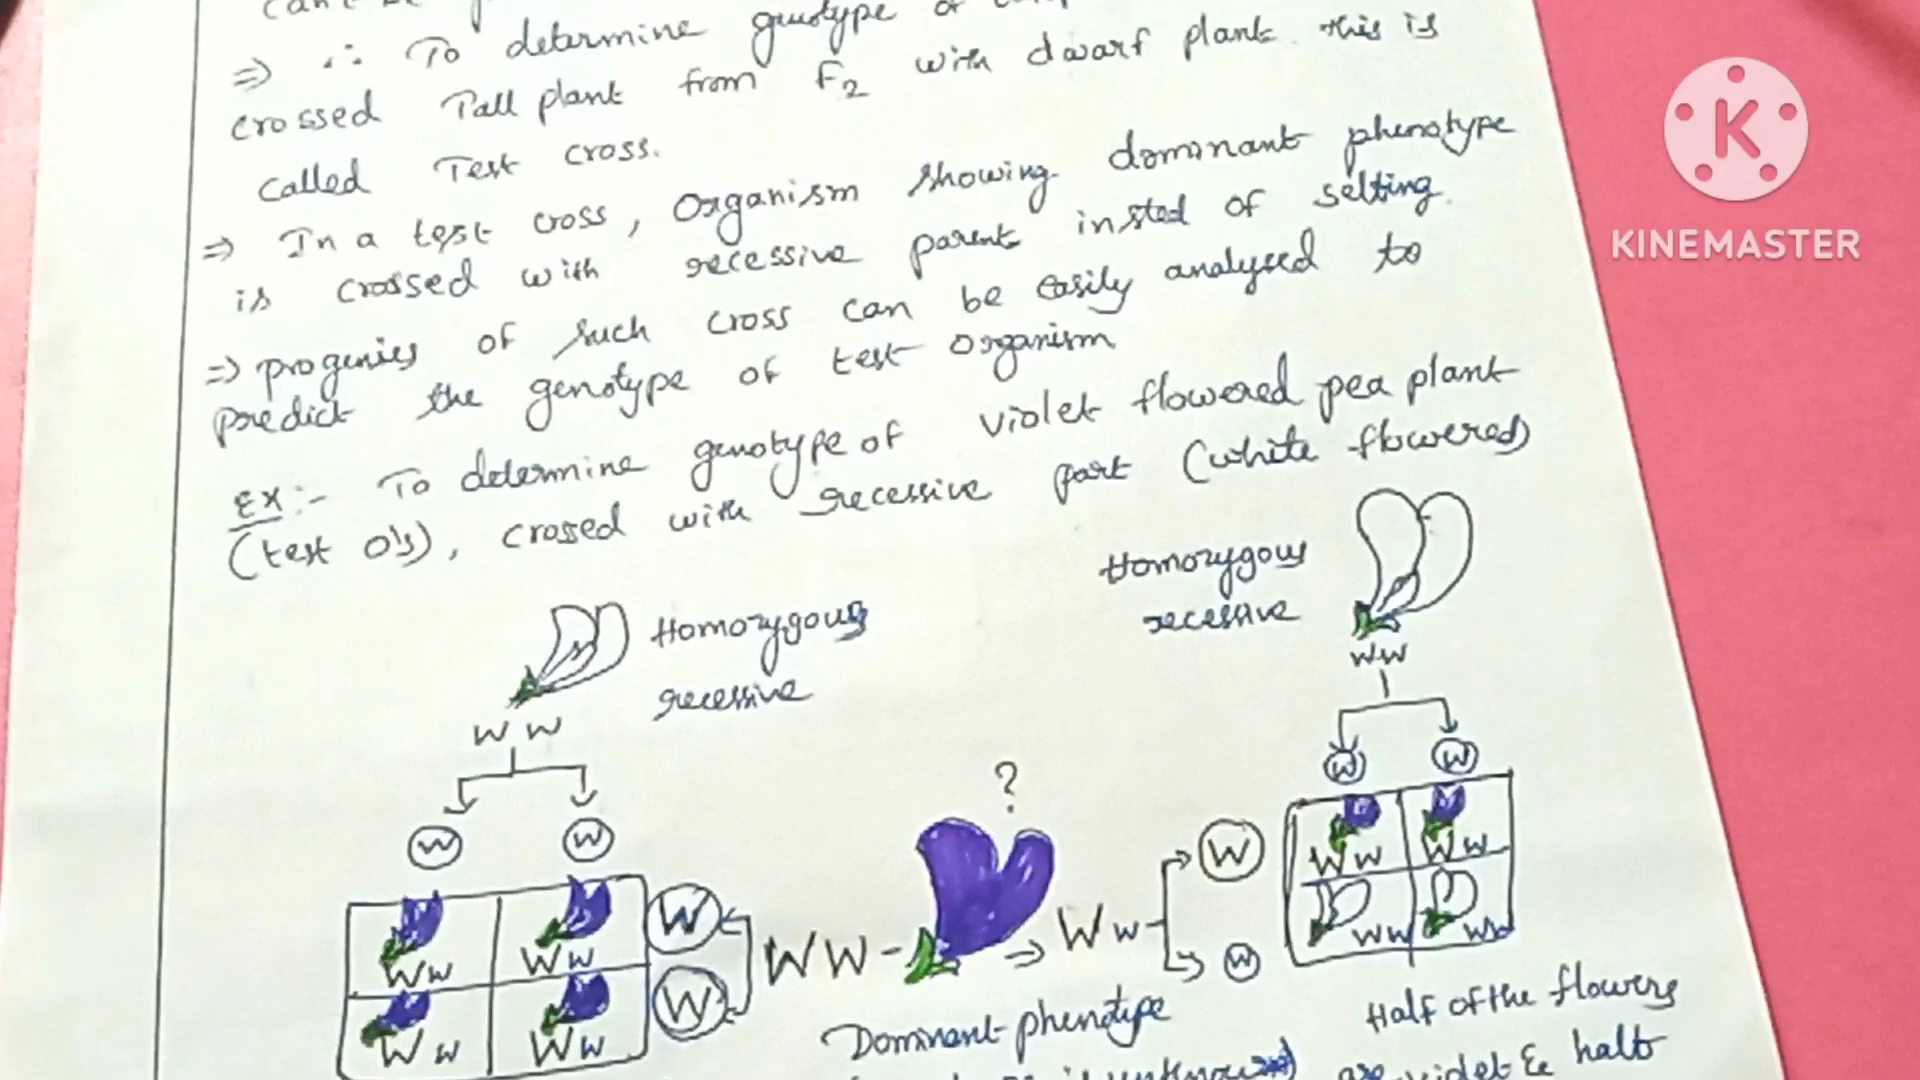 ⇒ ∴ To determine genotype of
crossed Tall plant from F2 with dwarf plant. this is
called Test cross.
⇒ In a test cross, Organism showing dominant phenotype
is crossed with recessive parent insted of selting.
⇒ progenies of such cross can be easily analysed to
predict the genotype of test organism
EX:- To determine genotype of violet flowered pea plant
(test O's), crossed with recessive part (white flowered)
Homozygous
recessive
ww
w w
WW Ww
ww ww
Homozygous
recessive
w w
w w
Ww Ww
Ww Ww
W
W
WW
?
Ww
W
w
Dominant phenotype
Half of the flowers
are violet & half
KINEMASTER